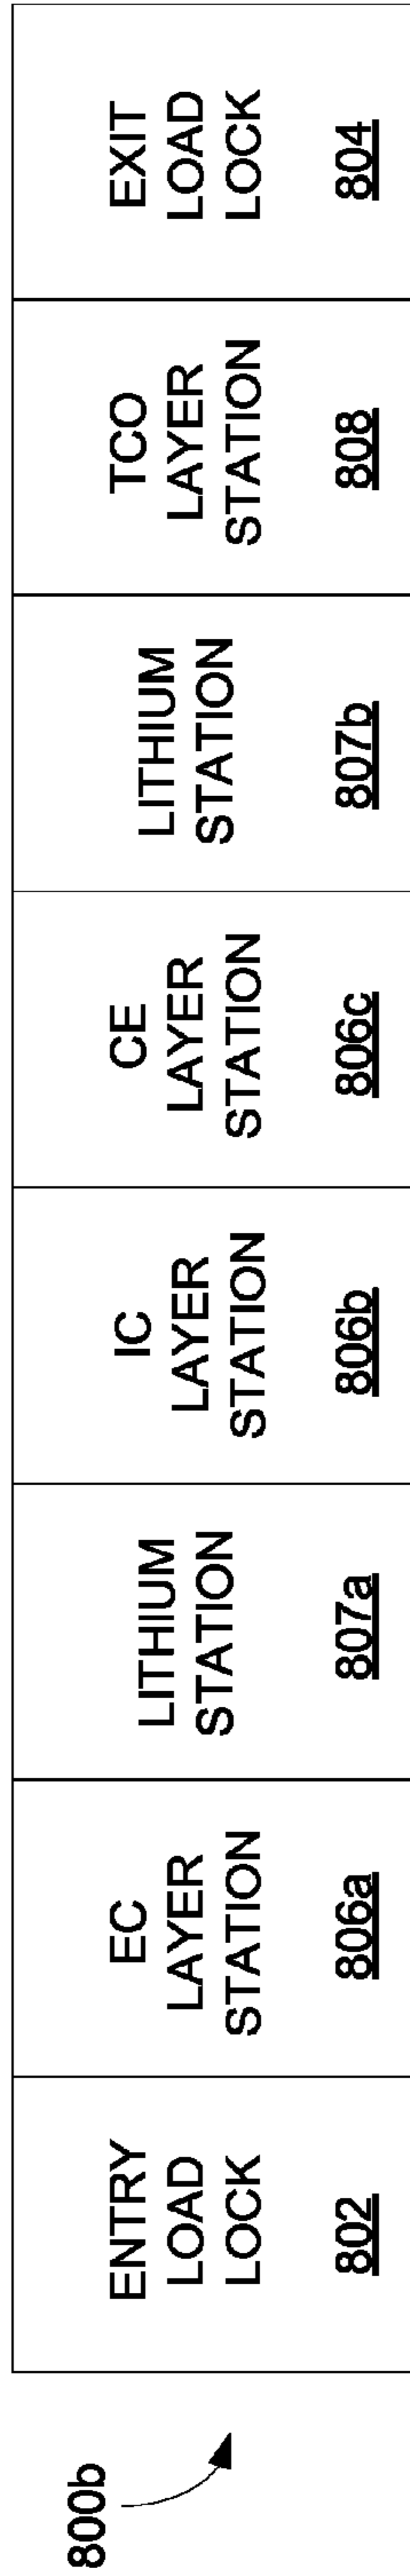 800b
ENTRY
LOAD
LOCK
802
EC
LAYER
STATION
806a
LITHIUM
STATION
807a
IC
LAYER
STATION
806b
CE
LAYER
STATION
806c
LITHIUM
STATION
807b
TCO
LAYER
STATION
808
EXIT
LOAD
LOCK
804